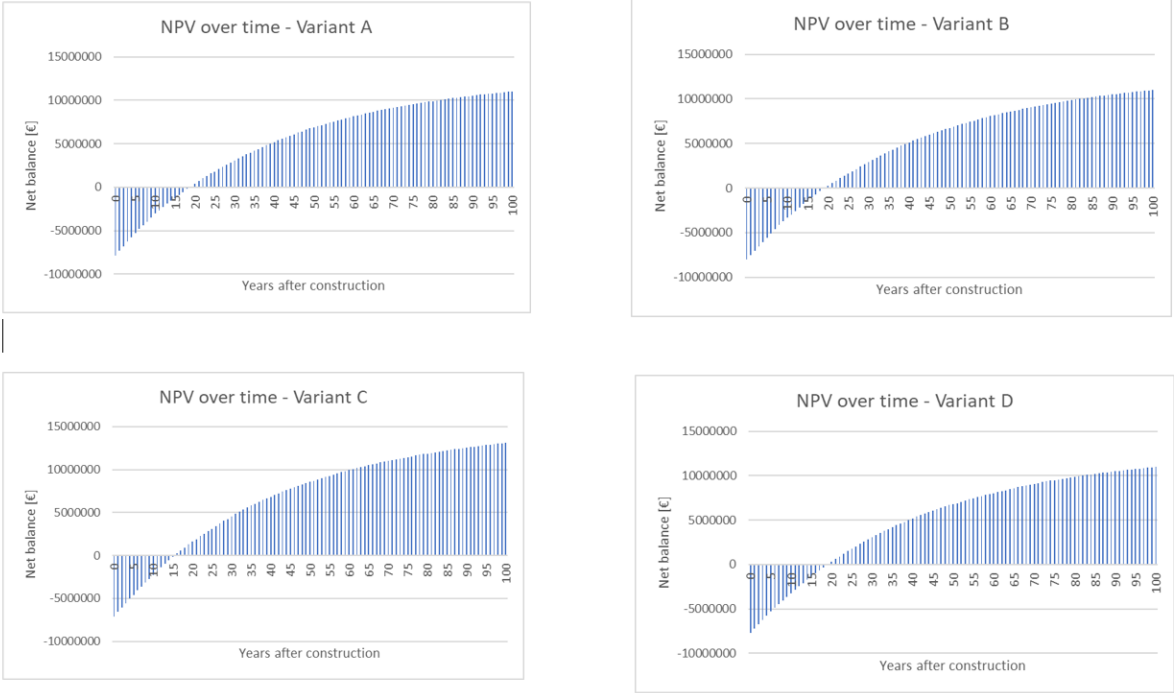 NPV over time - Variant A
15000000
10000000
5000000
0
-5000000
-10000000
Net balance [€]
0 5 10 15 20 25 30 35 40 45 50 55 60 65 70 75 80 85 90 95 100
Years after construction
NPV over time - Variant B
15000000
10000000
5000000
0
-5000000
-10000000
Net balance [€]
0 5 10 15 20 25 30 35 40 45 50 55 60 65 70 75 80 85 90 95 100
Years after construction
NPV over time - Variant C
15000000
10000000
5000000
0
-5000000
-10000000
Net balance [€]
0 5 10 15 20 25 30 35 40 45 50 55 60 65 70 75 80 85 90 95 100
Years after construction
NPV over time - Variant D
15000000
10000000
5000000
0
-5000000
-10000000
Net balance [€]
0 5 10 15 20 25 30 35 40 45 50 55 60 65 70 75 80 85 90 95 100
Years after construction